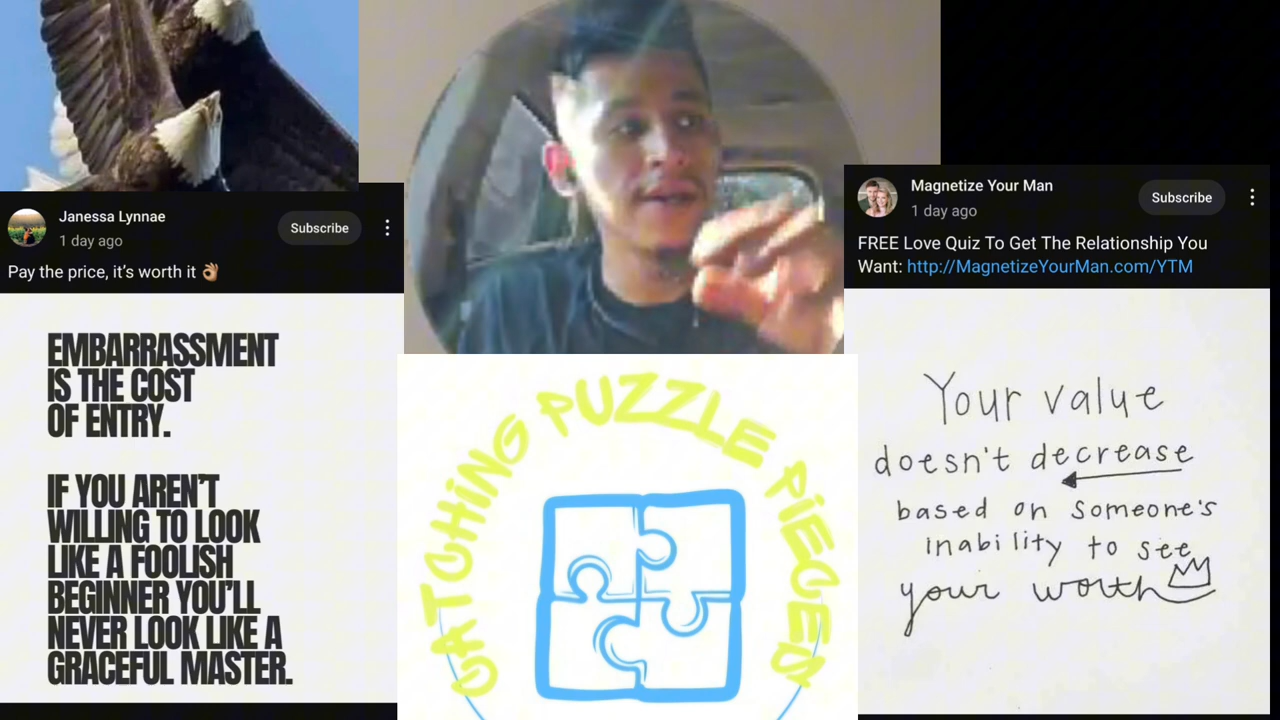 Janessa Lynnae
1 day ago
Subscribe
Pay the price, it's worth it 👌🏽
EMBARRASSMENT
IS THE COST
OF ENTRY.
IF YOU AREN'T
WILLING TO LOOK
LIKE A FOOLISH
BEGINNER YOU'LL
NEVER LOOK LIKE A
GRACEFUL MASTER.
CATCHiNG PUZZLE PiECES
Magnetize Your Man
1 day ago
Subscribe
FREE Love Quiz To Get The Relationship You
Want: http://MagnetizeYourMan.com/YTM
Your value
doesn't decrease
based on someone's
inability to see
your worth